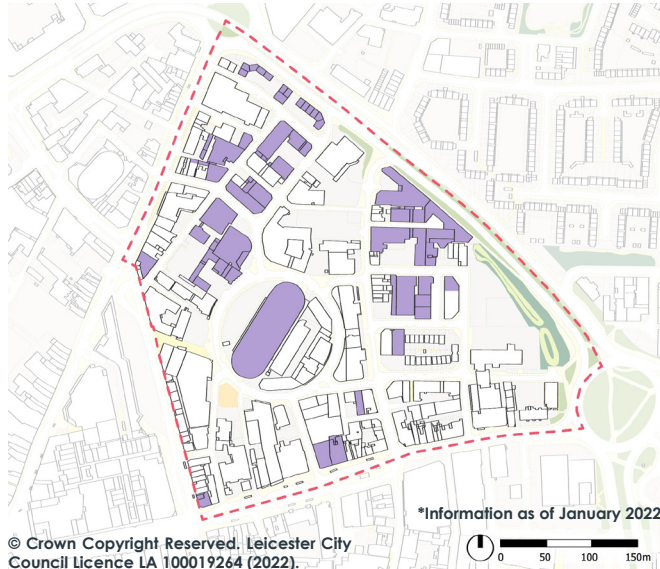 *Information as of January 2022
© Crown Copyright Reserved. Leicester City
Council Licence LA 100019264 (2022).
0 50 100 150m